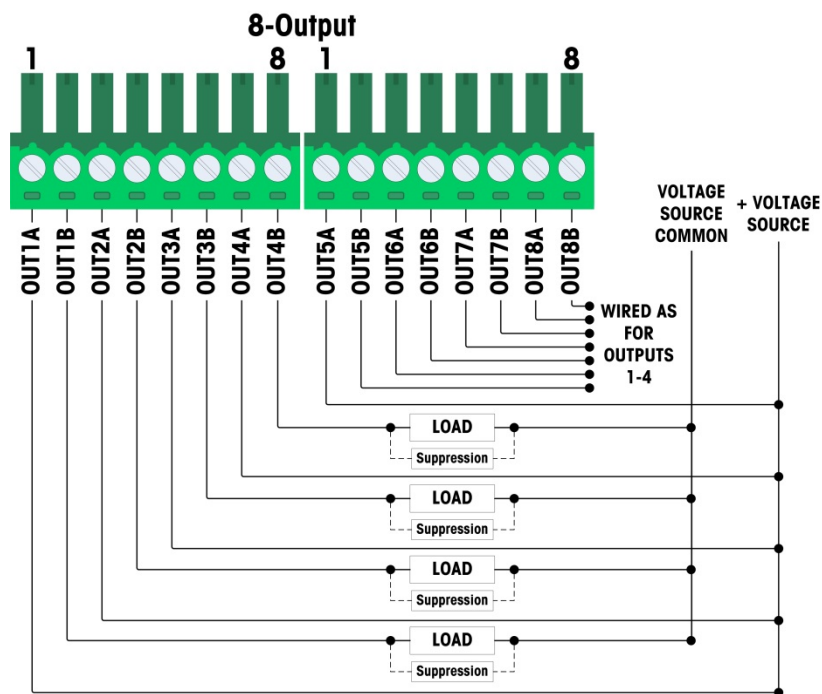 8-Output
1
8
1
8
OUT1A
OUT1B
OUT2A
OUT2B
OUT3A
OUT3B
OUT4A
OUT4B
OUT5A
OUT5B
OUT6A
OUT6B
OUT7A
OUT7B
OUT8A
OUT8B
VOLTAGE
SOURCE
COMMON
+ VOLTAGE
SOURCE
WIRED AS
FOR
OUTPUTS
1-4
LOAD
Suppression
LOAD
Suppression
LOAD
Suppression
LOAD
Suppression